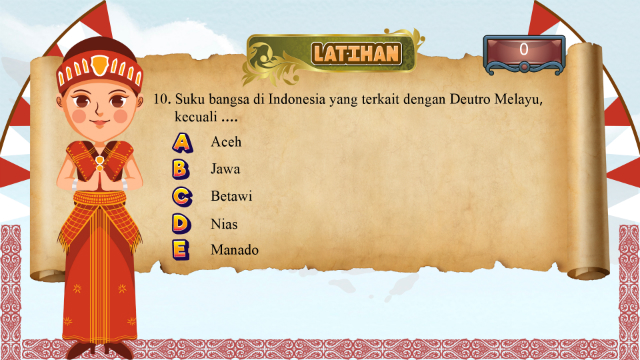 LATIHAN
0
10. Suku bangsa di Indonesia yang terkait dengan Deutro Melayu,
kecuali ....
A Aceh
B Jawa
C Betawi
D Nias
E Manado